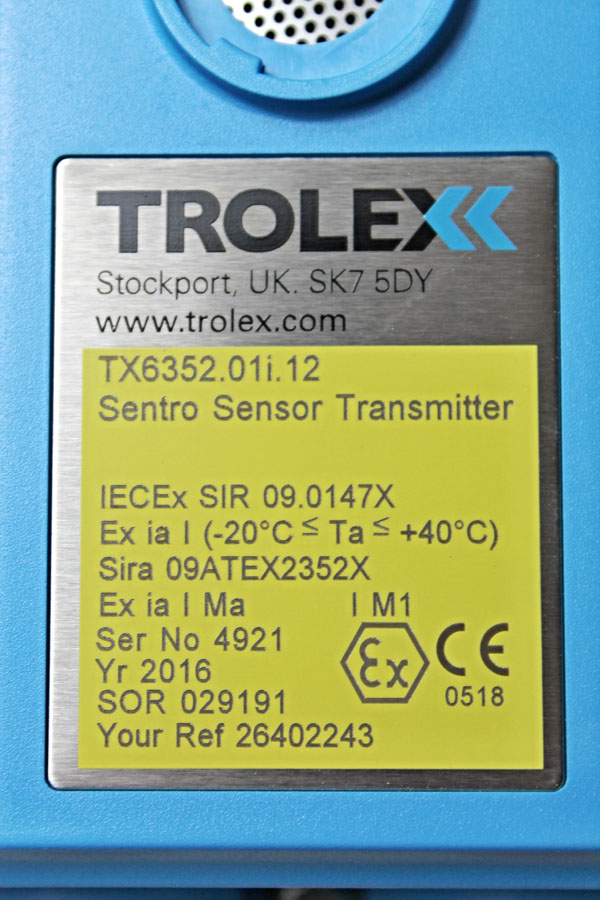 TROLEX
Stockport, UK. SK7 5DY
www.trolex.com
TX6352.01i.12
Sentro Sensor Transmitter
IECEx SIR 09.0147X
Ex ia I (-20°C ≤ Ta ≤ +40°C)
Sira 09ATEX2352X
Ex ia I Ma I M1
Ser No 4921
Yr 2016
SOR 029191
Your Ref 26402243
Ex CE
0518